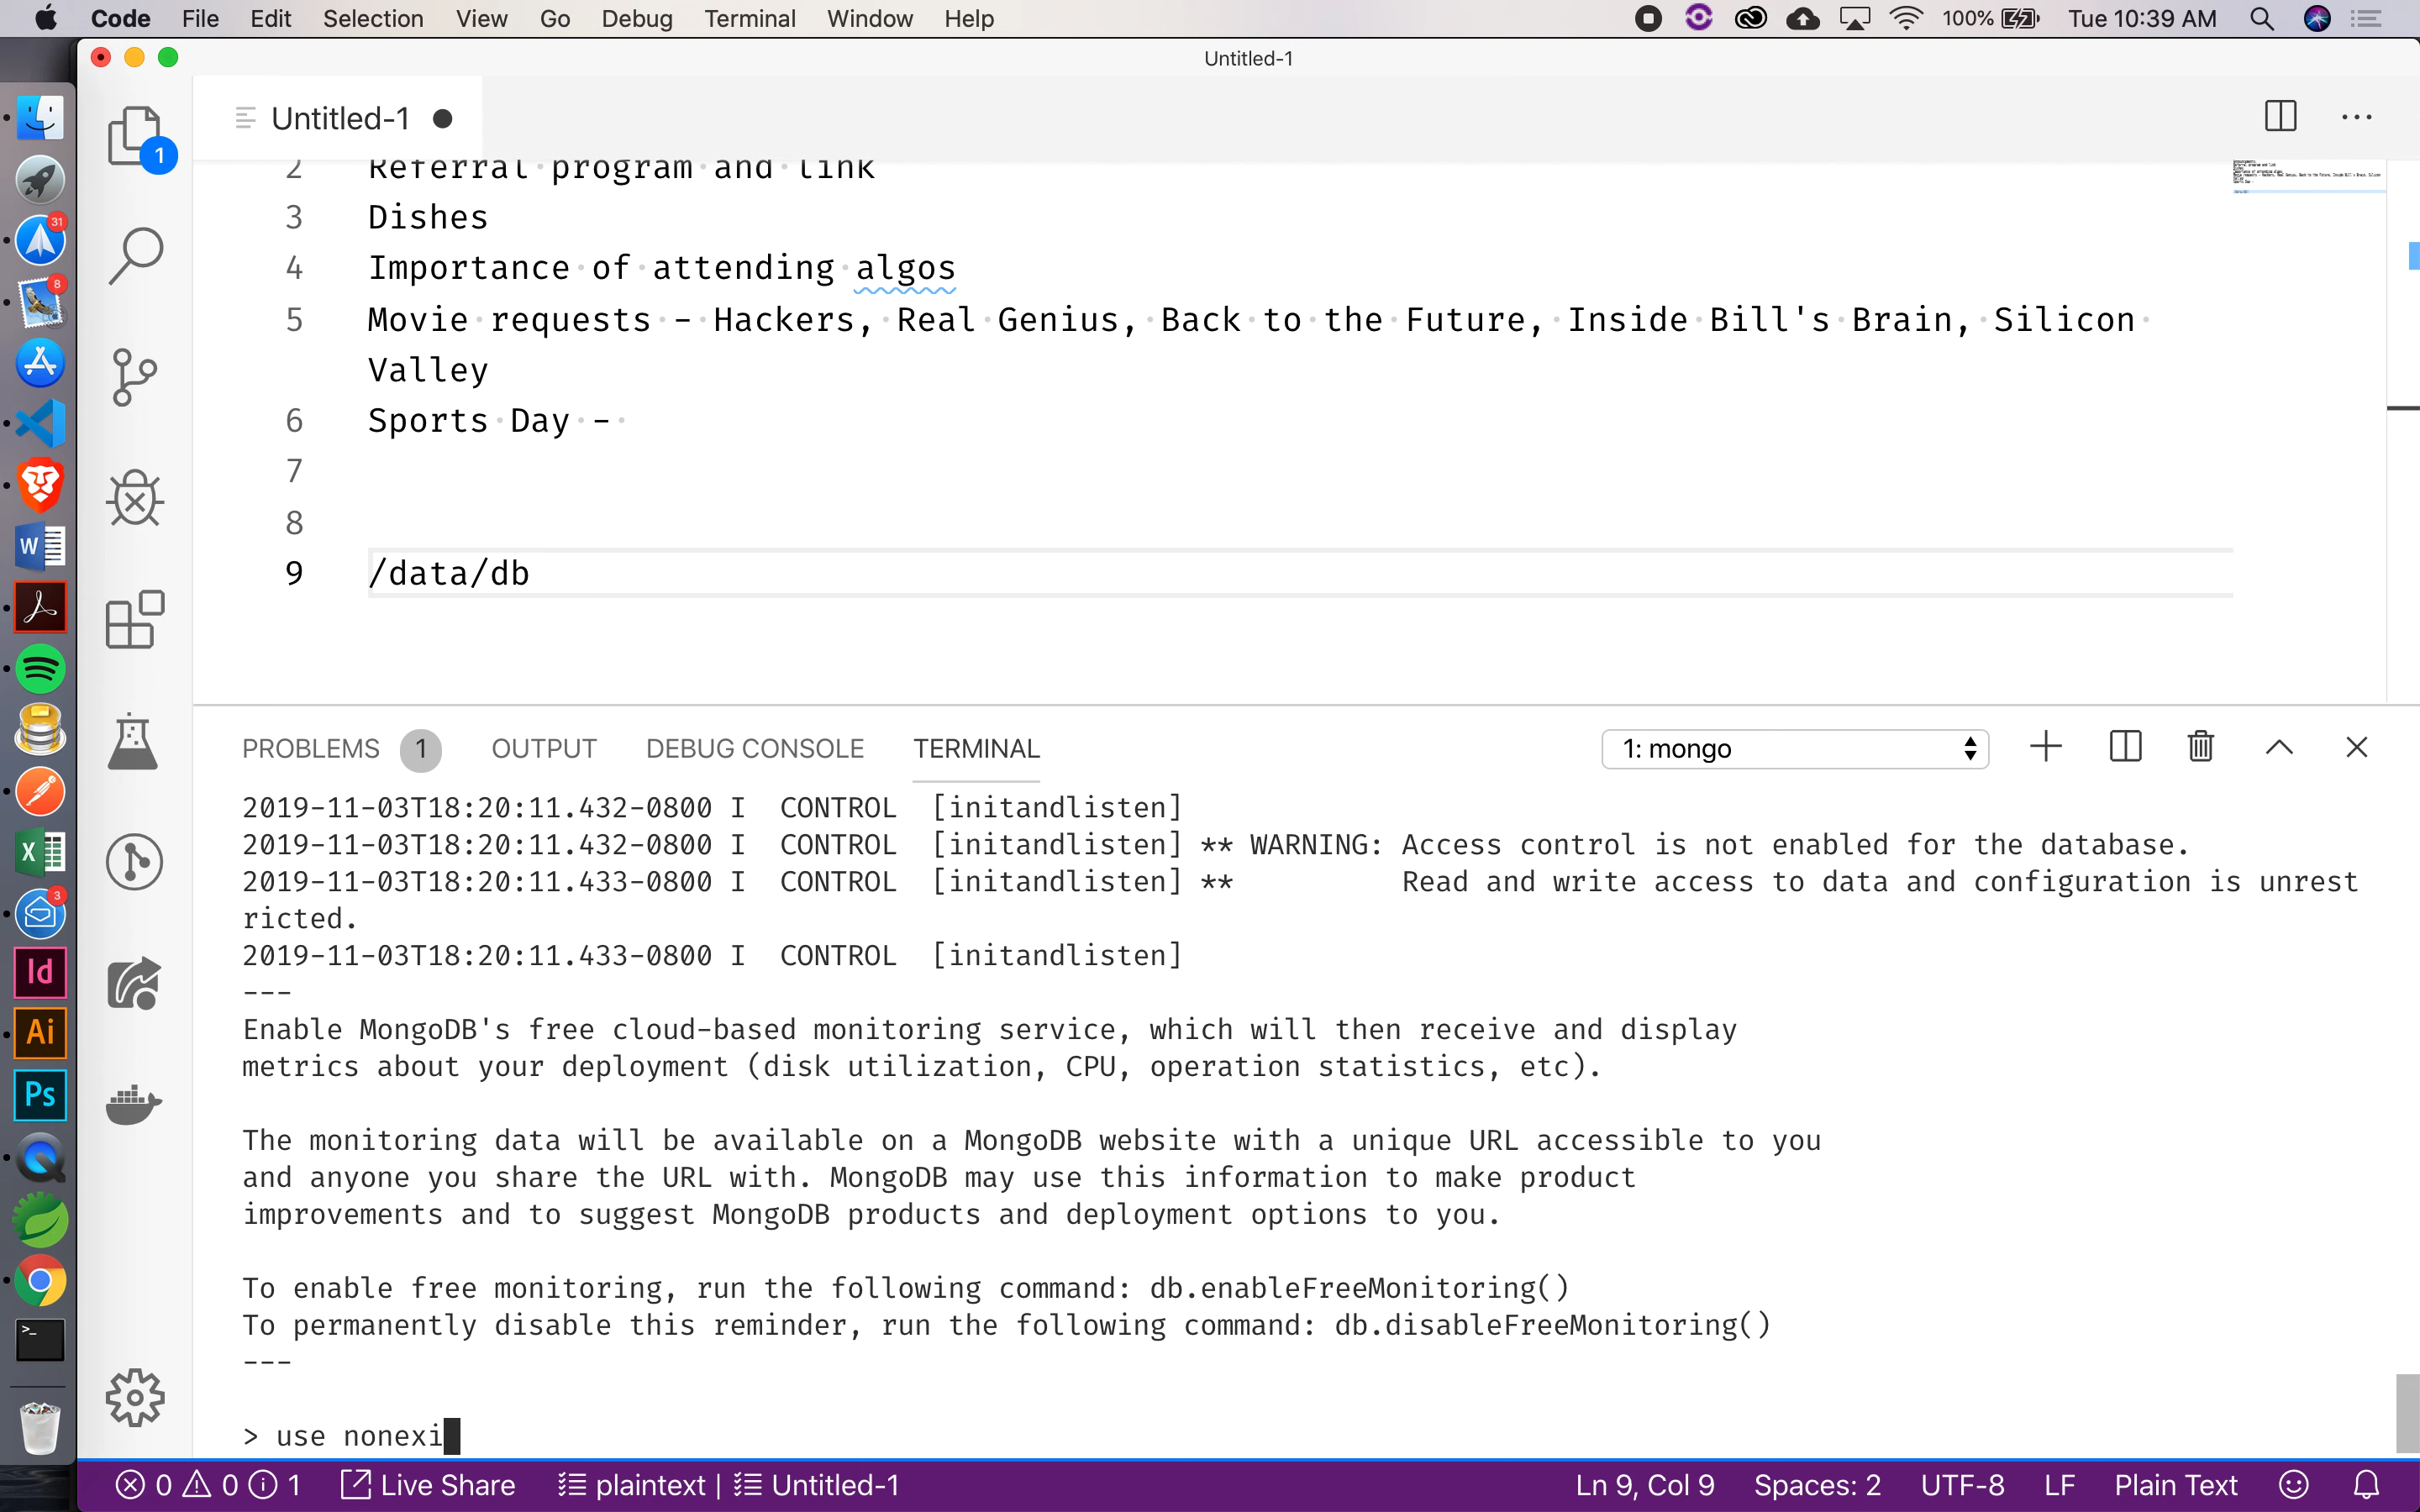 Code File Edit Selection View Go Debug Terminal Window Help 100% Tue 10:39 AM
Untitled-1
Untitled-1
31
8
3
W
X
Id
Ai
Ps
>_
1
2 Referral program and link
3 Dishes
4 Importance of attending algos
5 Movie requests - Hackers, Real Genius, Back to the Future, Inside Bill's Brain, Silicon
Valley
6 Sports Day -
7
8
9 /data/db
PROBLEMS 1 OUTPUT DEBUG CONSOLE TERMINAL 1: mongo
2019-11-03T18:20:11.432-0800 I  CONTROL  [initandlisten]
2019-11-03T18:20:11.432-0800 I  CONTROL  [initandlisten] ** WARNING: Access control is not enabled for the database.
2019-11-03T18:20:11.433-0800 I  CONTROL  [initandlisten] **          Read and write access to data and configuration is unrest
ricted.
2019-11-03T18:20:11.433-0800 I  CONTROL  [initandlisten]
---
Enable MongoDB's free cloud-based monitoring service, which will then receive and display
metrics about your deployment (disk utilization, CPU, operation statistics, etc).
The monitoring data will be available on a MongoDB website with a unique URL accessible to you
and anyone you share the URL with. MongoDB may use this information to make product
improvements and to suggest MongoDB products and deployment options to you.
To enable free monitoring, run the following command: db.enableFreeMonitoring()
To permanently disable this reminder, run the following command: db.disableFreeMonitoring()
---
> use nonexi
0 0 1 Live Share plaintext | Untitled-1 Ln 9, Col 9 Spaces: 2 UTF-8 LF Plain Text